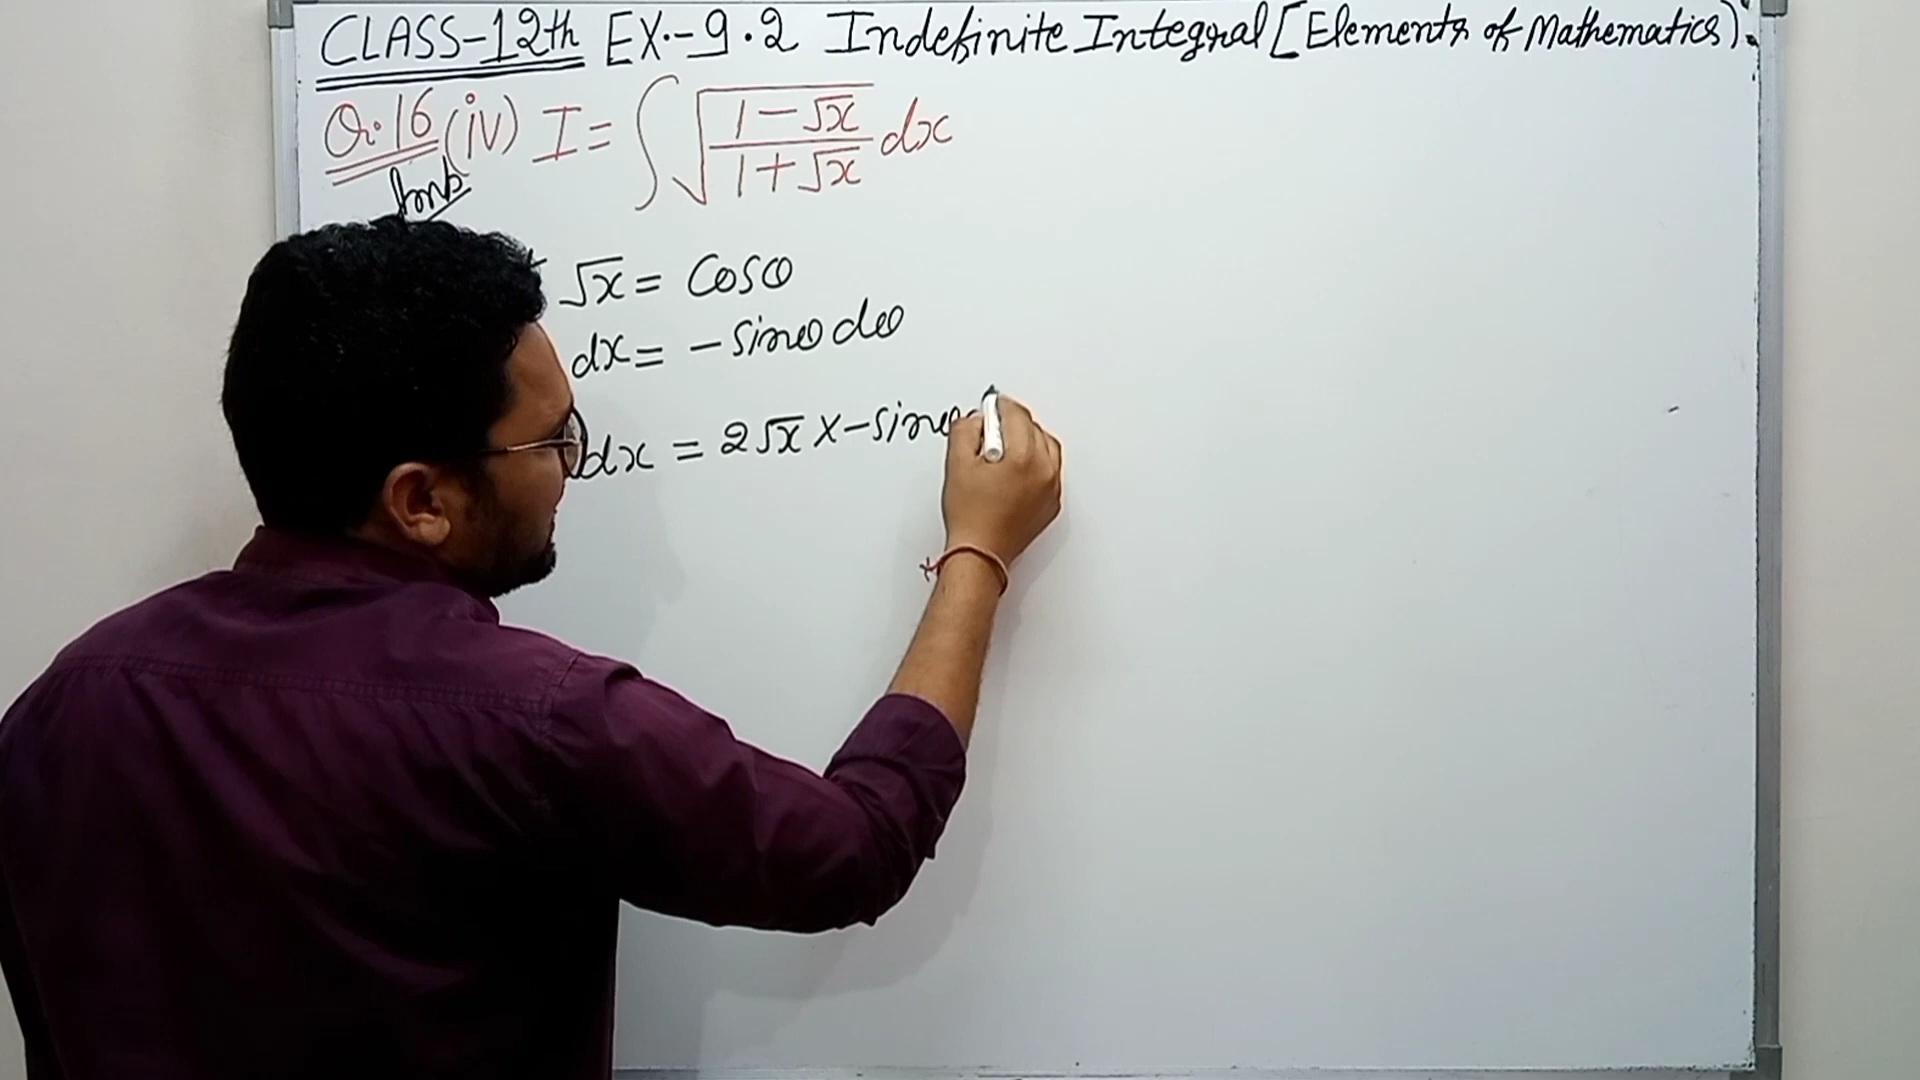 CLASS-12th EX.-9.2 Indefinite Integral [Elements of Mathematics).
Q.16 (iv) I = ∫ √((1-√x)/(1+√x)) dx
√x = Cosθ
dx = -sinθ dθ
dx = 2√x x-sinθ